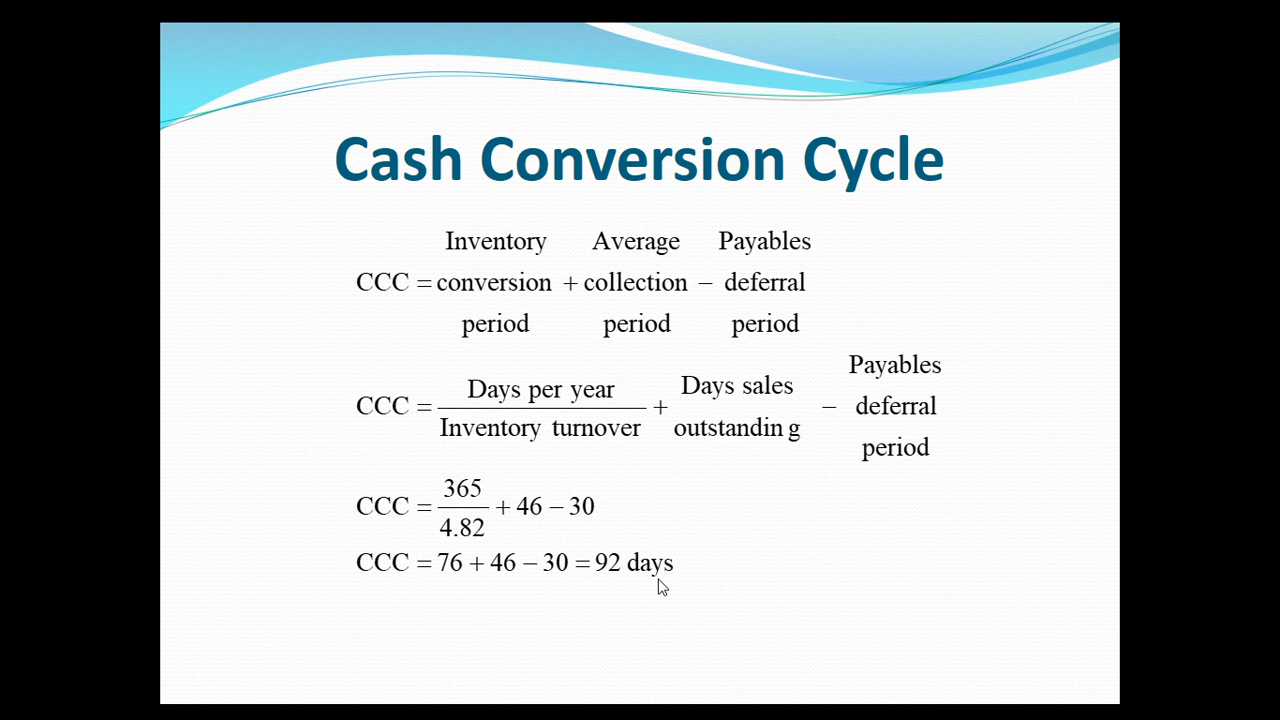 Cash Conversion Cycle
Inventory Average Payables
CCC = conversion + collection − deferral
period period period
Payables
CCC = Days per year / Inventory turnover + Days sales outstandin g − deferral
period
CCC = 365 / 4.82 + 46 − 30
CCC = 76 + 46 − 30 = 92 days